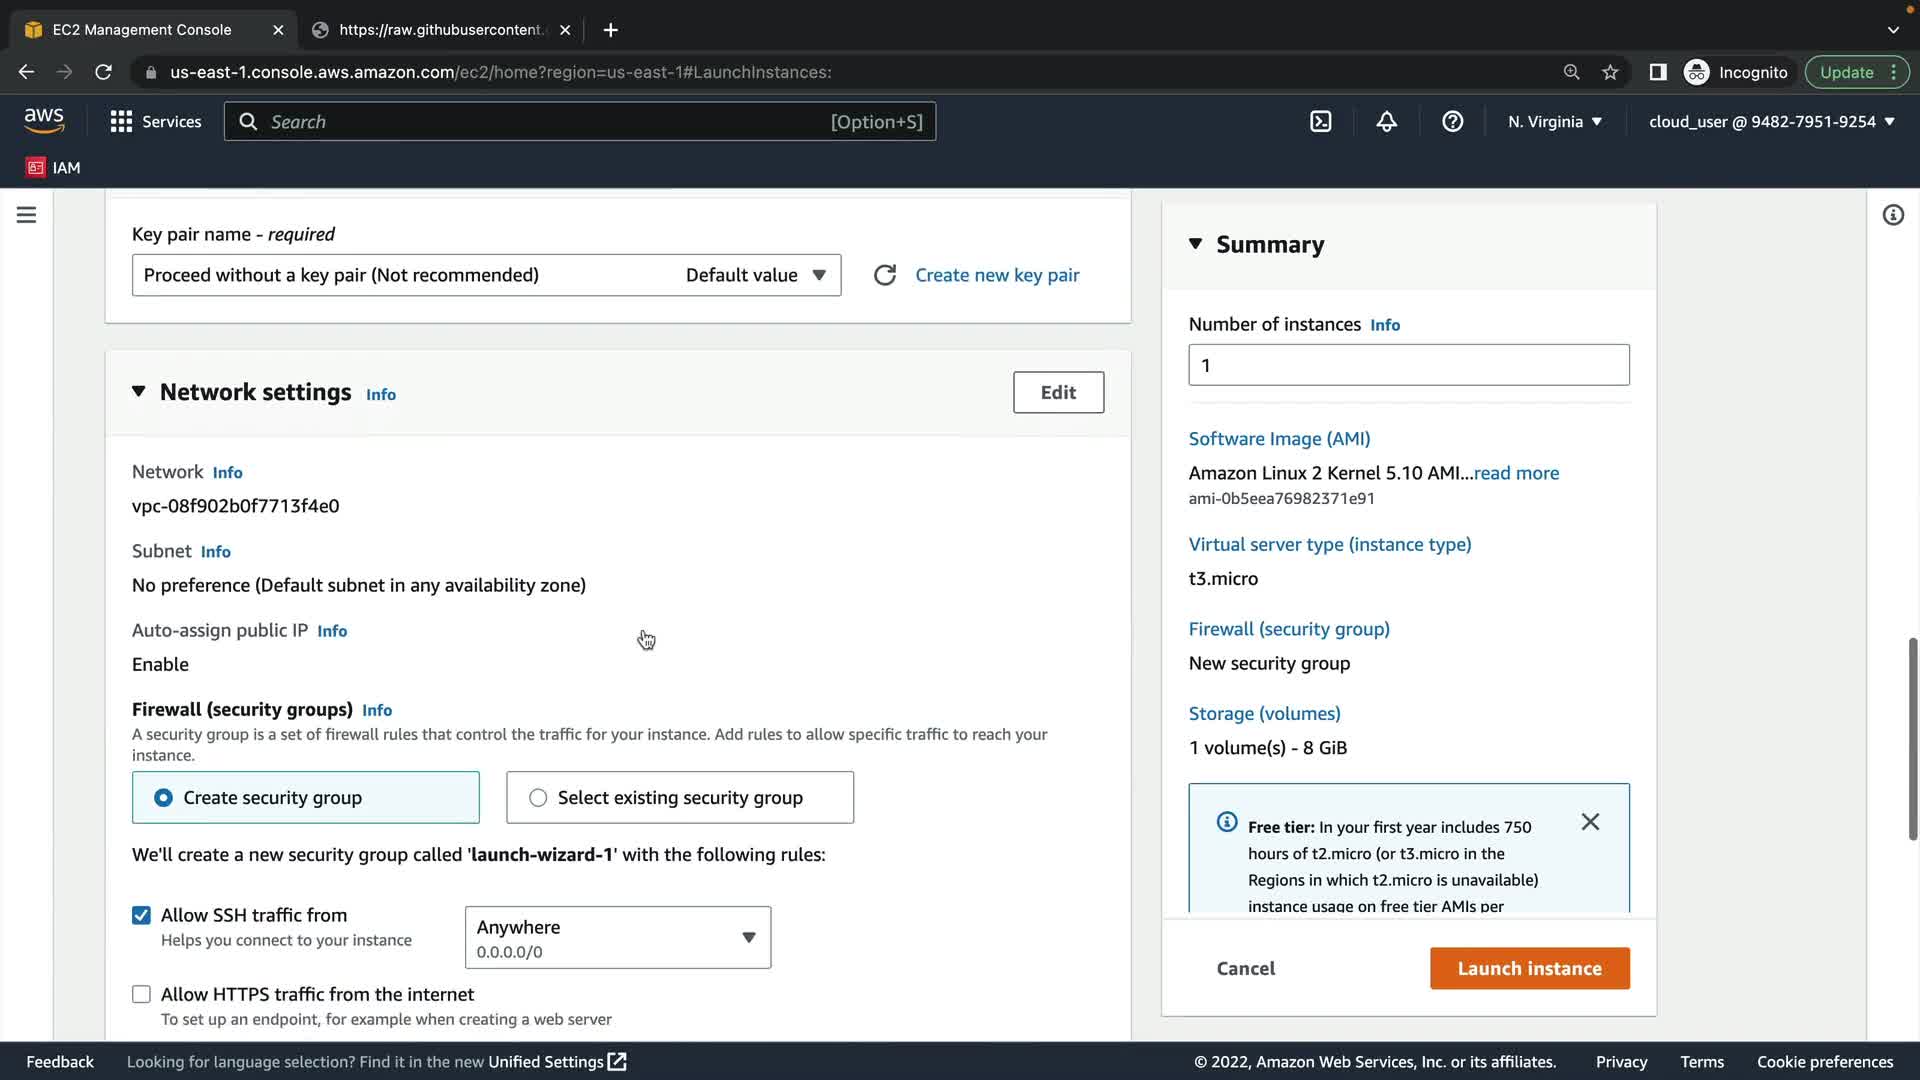 EC2 Management Console
https://raw.githubusercontent.
us-east-1.console.aws.amazon.com/ec2/home?region=us-east-1#LaunchInstances:
Incognito
Update
aws
Services
Search
[Option+S]
N. Virginia
cloud_user @ 9482-7951-9254
IAM
Key pair name - required
Proceed without a key pair (Not recommended)
Default value
Create new key pair
Network settings Info
Edit
Network Info
vpc-08f902b0f7713f4e0
Subnet Info
No preference (Default subnet in any availability zone)
Auto-assign public IP Info
Enable
Firewall (security groups) Info
A security group is a set of firewall rules that control the traffic for your instance. Add rules to allow specific traffic to reach your
instance.
Create security group
Select existing security group
We'll create a new security group called 'launch-wizard-1' with the following rules:
Allow SSH traffic from
Helps you connect to your instance
Anywhere
0.0.0.0/0
Allow HTTPS traffic from the internet
To set up an endpoint, for example when creating a web server
Summary
Number of instances Info
1
Software Image (AMI)
Amazon Linux 2 Kernel 5.10 AMI...read more
ami-0b5eea76982371e91
Virtual server type (instance type)
t3.micro
Firewall (security group)
New security group
Storage (volumes)
1 volume(s) - 8 GiB
Free tier: In your first year includes 750
hours of t2.micro (or t3.micro in the
Regions in which t2.micro is unavailable)
instance usage on free tier AMIs per
Cancel
Launch instance
Feedback
Looking for language selection? Find it in the new Unified Settings
© 2022, Amazon Web Services, Inc. or its affiliates.
Privacy
Terms
Cookie preferences